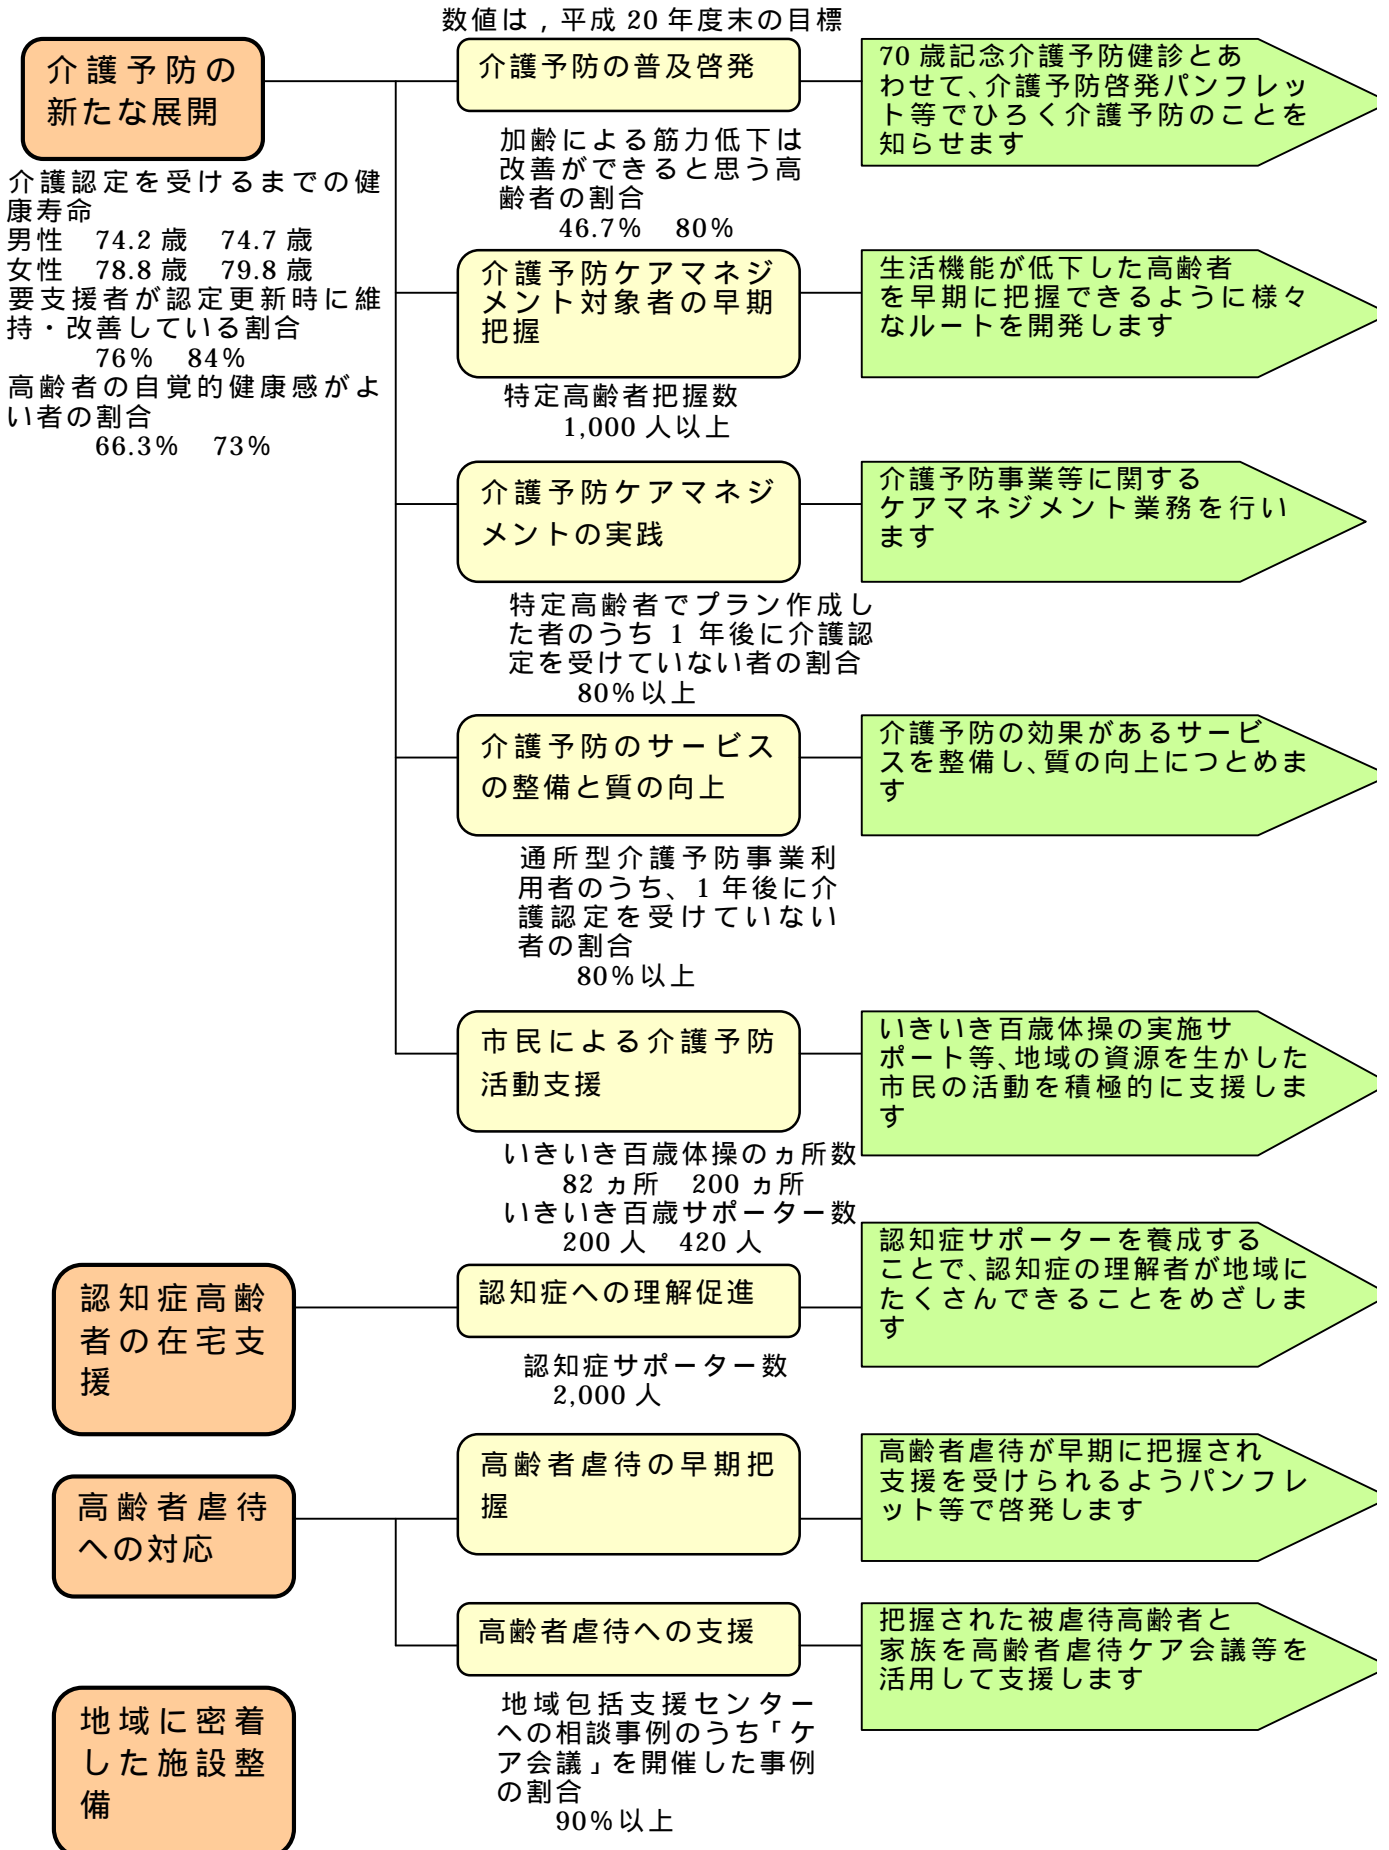 数値は，平成 20 年度末の目標
介護予防の
新たな展開
介護認定を受けるまでの健
康寿命
男性　74.2 歳　74.7 歳
女性　78.8 歳　79.8 歳
要支援者が認定更新時に維
持・改善している割合
76%　84%
高齢者の自覚的健康感がよ
い者の割合
66.3%　73%
介護予防の普及啓発
加齢による筋力低下は
改善ができると思う高
齢者の割合
46.7%　80%
70 歳記念介護予防健診とあ
わせて、介護予防啓発パンフレッ
ト等でひろく介護予防のことを
知らせます
介護予防ケアマネジ
メント対象者の早期
把握
特定高齢者把握数
1,000 人以上
生活機能が低下した高齢者
を早期に把握できるように様々
なルートを開発します
介護予防ケアマネジ
メントの実践
特定高齢者でプラン作成し
た者のうち 1 年後に介護認
定を受けていない者の割合
80%以上
介護予防事業等に関する
ケアマネジメント業務を行い
ます
介護予防のサービス
の整備と質の向上
通所型介護予防事業利
用者のうち、1 年後に介
護認定を受けていない
者の割合
80%以上
介護予防の効果があるサービ
スを整備し、質の向上につとめま
す
市民による介護予防
活動支援
いきいき百歳体操のヵ所数
82 ヵ所　200 ヵ所
いきいき百歳サポーター数
200 人　420 人
いきいき百歳体操の実施サ
ポート等、地域の資源を生かした
市民の活動を積極的に支援しま
す
認知症高齢
者の在宅支
援
認知症への理解促進
認知症サポーター数
2,000 人
認知症サポーターを養成する
ことで、認知症の理解者が地域に
たくさんできることをめざしま
す
高齢者虐待
への対応
高齢者虐待の早期把
握
高齢者虐待が早期に把握され
支援を受けられるようパンフレ
ット等で啓発します
高齢者虐待への支援
地域包括支援センター
への相談事例のうち「ケ
ア会議」を開催した事例
の割合
90%以上
把握された被虐待高齢者と
家族を高齢者虐待ケア会議等を
活用して支援します
地域に密着
した施設整
備